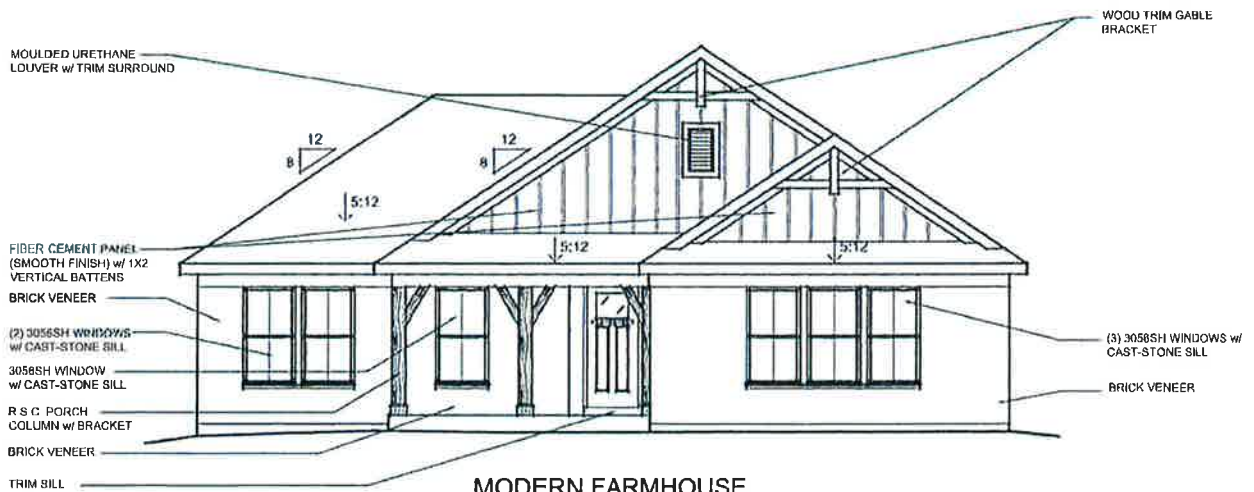 WOOD TRIM GABLE
BRACKET
MOULDED URETHANE
LOUVER w/ TRIM SURROUND
12
8
12
8
5:12
5:12
5:12
FIBER CEMENT PANEL
(SMOOTH FINISH) w/ 1X2
VERTICAL BATTENS
BRICK VENEER
(2) 3056SH WINDOWS
w/ CAST-STONE SILL
3056SH WINDOW
w/ CAST-STONE SILL
R S C PORCH
COLUMN w/ BRACKET
BRICK VENEER
TRIM SILL
(3) 3056SH WINDOWS w/
CAST-STONE SILL
BRICK VENEER
MODERN FARMHOUSE